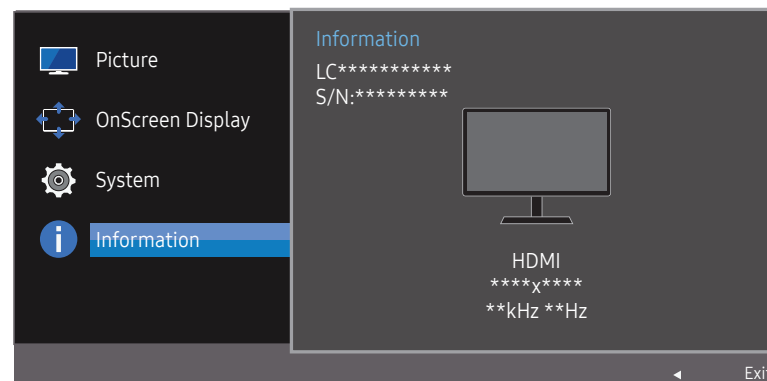 Picture
OnScreen Display
System
Information
Information
LC***********
S/N:*********
HDMI
****x****
**kHz **Hz
Exit